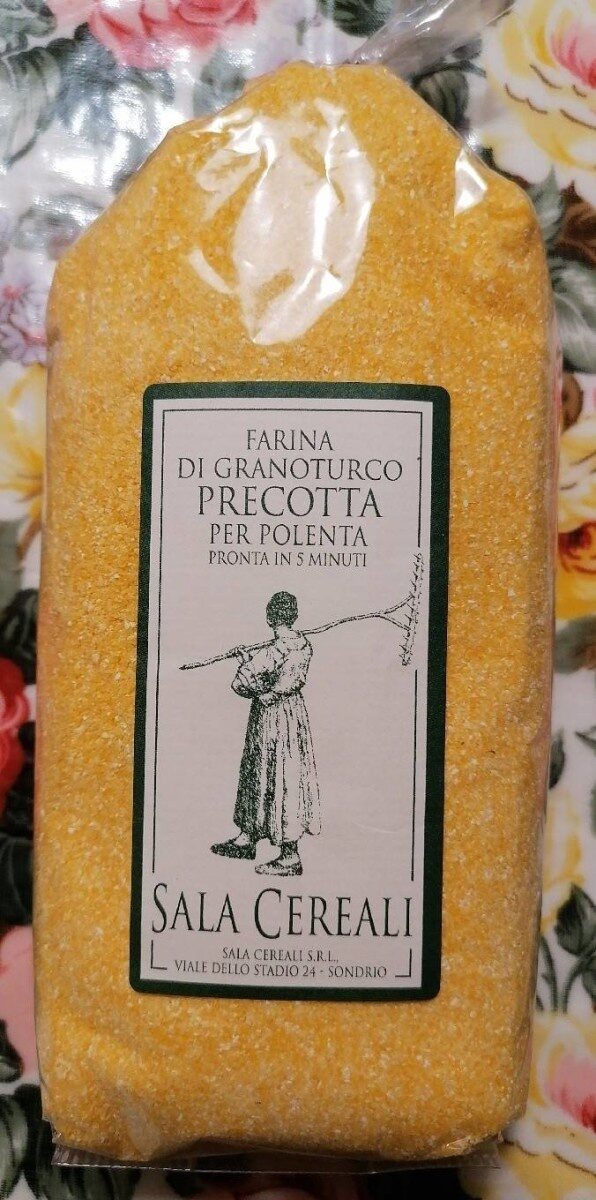 FARINA
DI GRANOTURCO
PRECOTTA
PER POLENTA
PRONTA IN 5 MINUTI
SALA CEREALI
SALA CEREALI S.R.L.,
VIALE DELLO STADIO 24 - SONDRIO